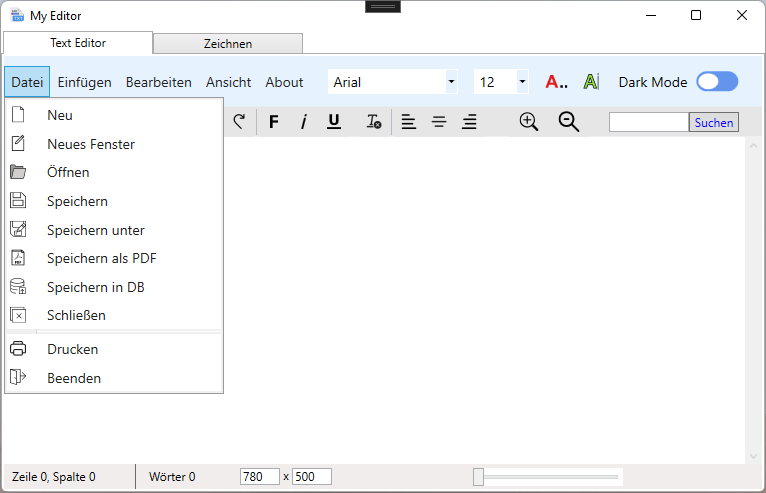 My Editor
Text Editor Zeichnen
Datei Einfügen Bearbeiten Ansicht About Arial 12 A.. A Dark Mode
F i U Suchen
Neu
Neues Fenster
Öffnen
Speichern
Speichern unter
Speichern als PDF
Speichern in DB
Schließen
Drucken
Beenden
Zeile 0, Spalte 0 Wörter 0 780 x 500